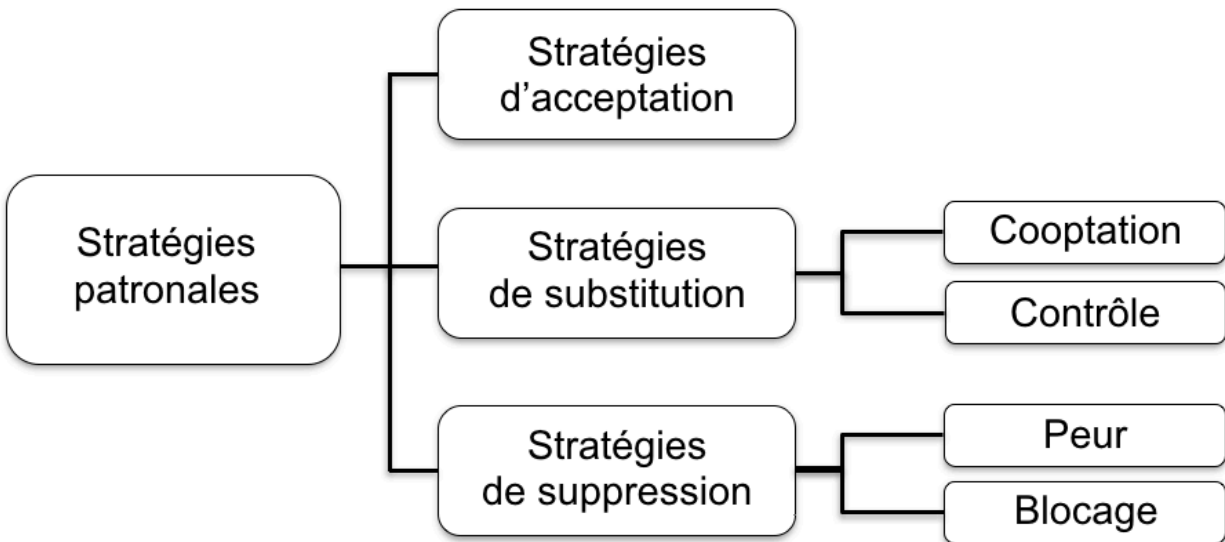 Stratégies
patronales
Stratégies
d’acceptation
Stratégies
de substitution
Cooptation
Contrôle
Stratégies
de suppression
Peur
Blocage